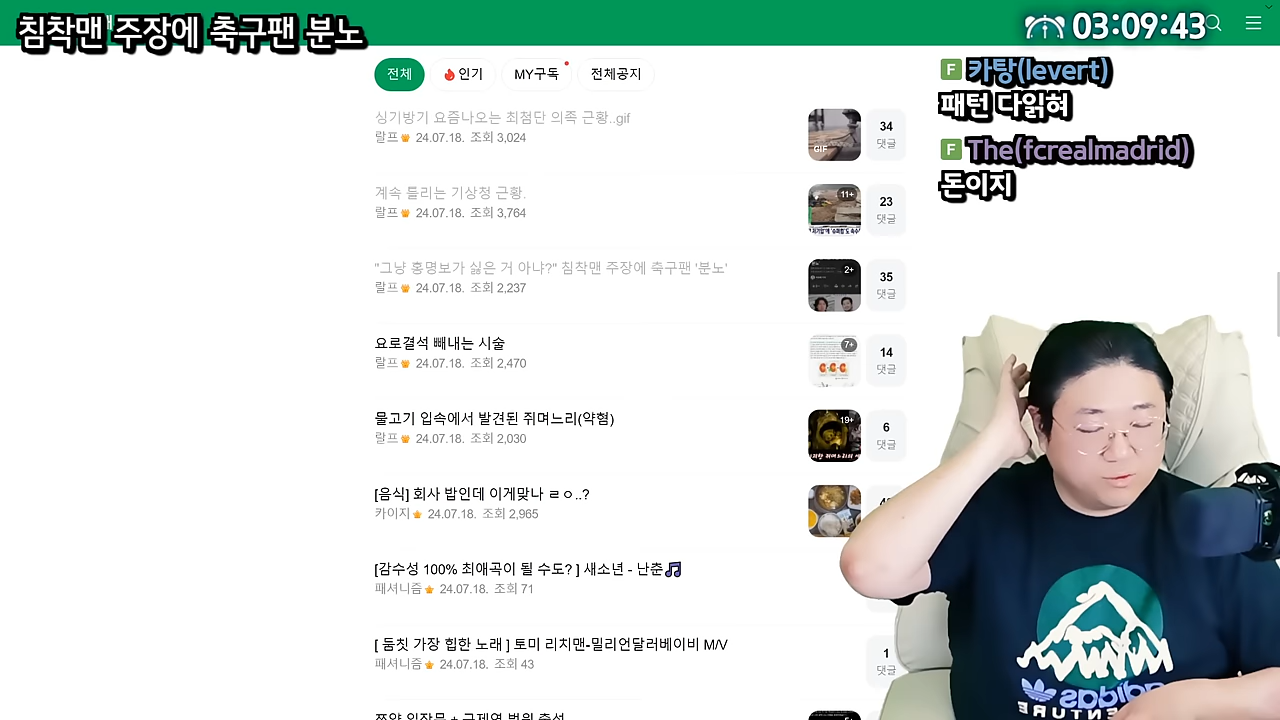 침착맨 주장에 축구팬 분노
03:09:43
전체
인기
MY구독
전체공지
싱기방기 요즘나오는 최첨단 의족 근황..gif
랄프 24.07.18. 조회 3,024
GIF
34
댓글
계속 틀리는 기상청 근황.
랄프 24.07.18. 조회 3,764
11+
23
댓글
"그냥 홍명보가 싫은 거 아냐?" 침착맨 주장에 축구팬 '분노'
랄프 24.07.18. 조회 2,237
2+
35
댓글
요로결석 빼내는 시술
랄프 24.07.18. 조회 2,470
7+
14
댓글
물고기 입속에서 발견된 쥐며느리(약혐)
랄프 24.07.18. 조회 2,030
19+
6
댓글
[음식] 회사 밥인데 이게맞나 ㄹㅇ..?
카이지 24.07.18. 조회 2,965
[감수성 100% 최애곡이 될 수도? ] 새소년 - 난춘🎵
패셔니즘 24.07.18. 조회 71
[ 둠칫 가장 힙한 노래 ] 토미 리치맨-밀리언달러베이비 M/V
패셔니즘 24.07.18. 조회 43
1
댓글
F 카탕(levert)
패턴 다읽혀
F The(fcrealmadrid)
돈이지
adidas